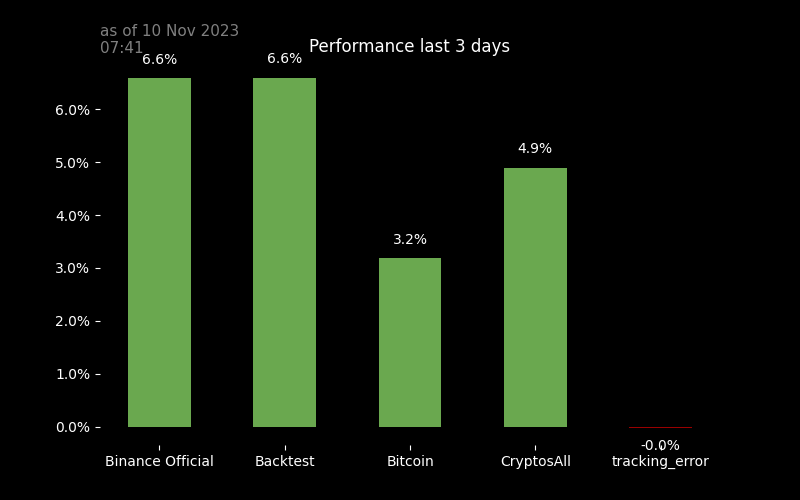 as of 10 Nov 2023
07:41
Performance last 3 days
6.6%
6.6%
3.2%
4.9%
-0.0%
6.0%
5.0%
4.0%
3.0%
2.0%
1.0%
0.0%
Binance Official
Backtest
Bitcoin
CryptosAll
tracking_error